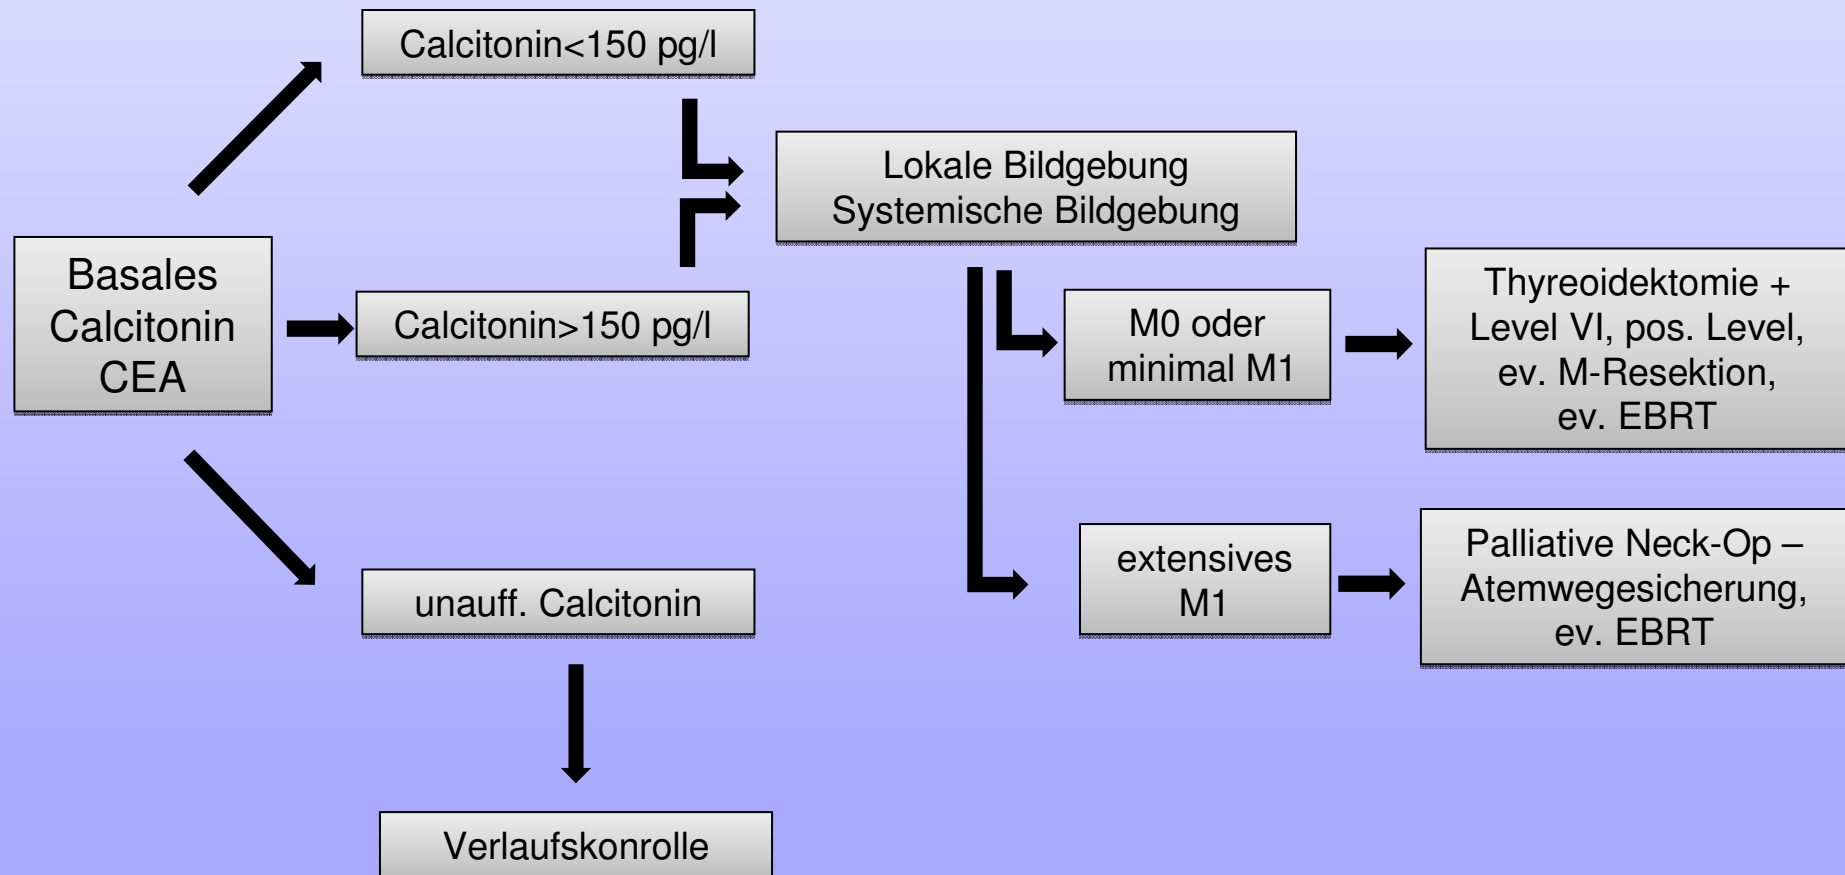 Calcitonin<150 pg/l
Lokale Bildgebung
Systemische Bildgebung
Basales
Calcitonin
CEA
Calcitonin>150 pg/l
M0 oder
minimal M1
Thyreoidektomie +
Level VI, pos. Level,
ev. M-Resektion,
ev. EBRT
extensives
M1
Palliative Neck-Op –
Atemwegesicherung,
ev. EBRT
unauff. Calcitonin
Verlaufskonrolle